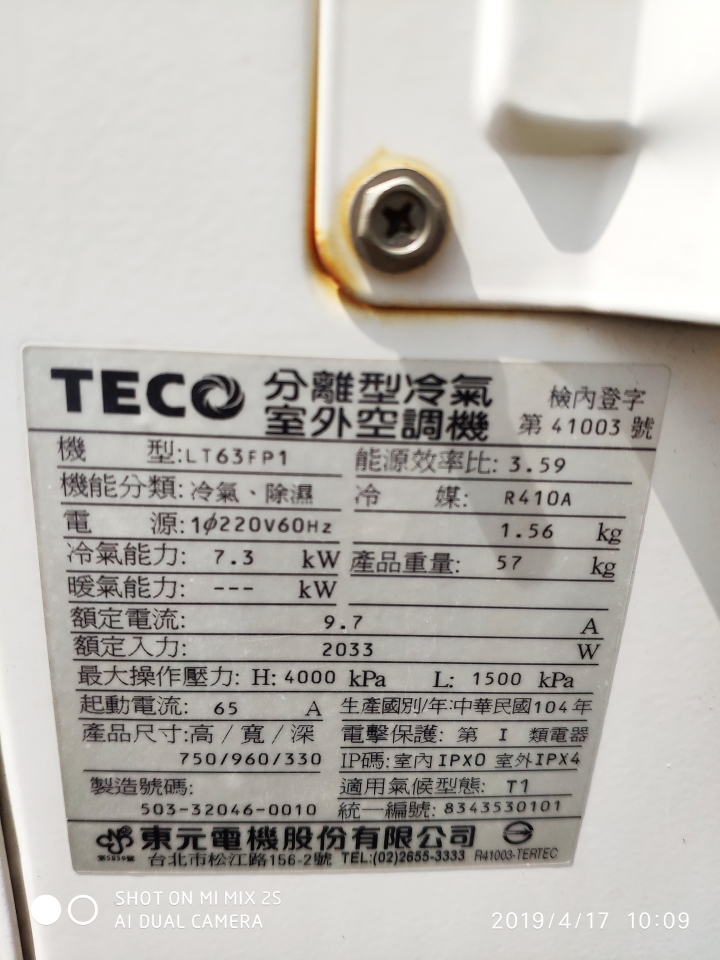 TECO 分離型冷氣 室外空調機 檢內登字 第 41003 號
機 型:LT63FP1 能源效率比: 3.59
機能分類: 冷氣、除濕 冷 媒: R410A
電 源:1ø220V60Hz 1.56 kg
冷氣能力: 7.3 kW 產品重量: 57 kg
暖氣能力: --- kW
額定電流: 9.7 A
額定入力: 2033 W
最大操作壓力: H: 4000 kPa L: 1500 kPa
起動電流: 65 A 生產國別/年:中華民國104年
產品尺寸:高/寬/深 電擊保護: 第 I 類電器
750/960/330 IP碼: 室內IPX0 室外IPX4
製造號碼: 適用氣候型態: T1
503-32046-0010 統一編號: 8343530101
東元電機股份有限公司
台北市松江路156-2號 TEL:(02)2655-3333 R41003-TERTEC
SHOT ON MI MIX 2S
AI DUAL CAMERA
2019/4/17 10:09